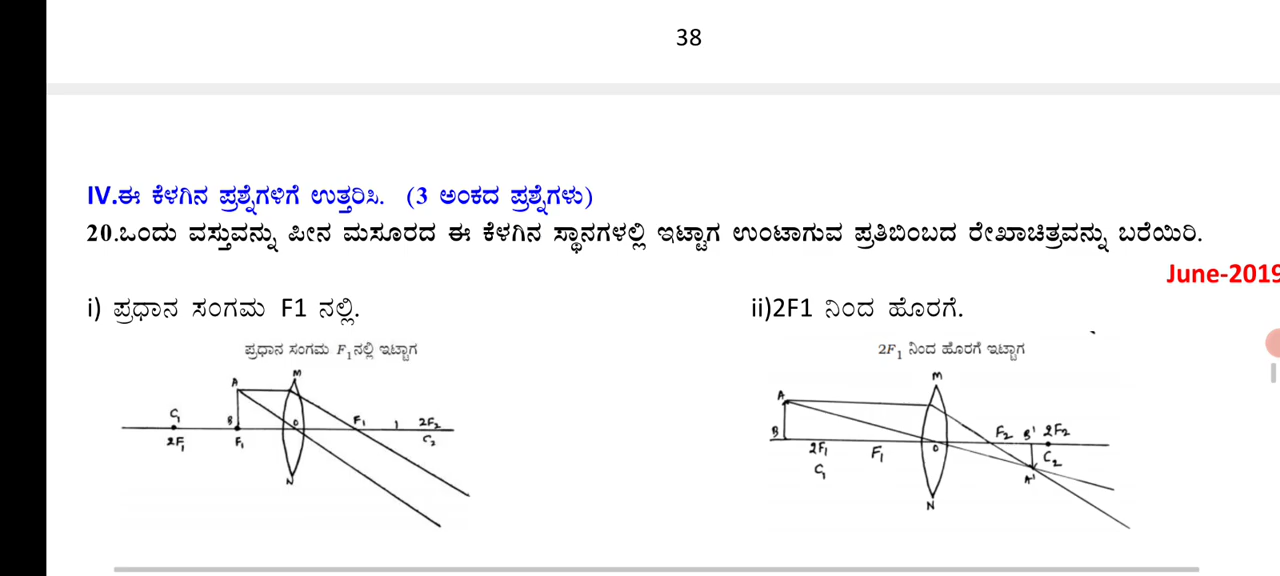 38
IV.ಈ ಕೆಳಗಿನ ಪ್ರಶ್ನೆಗಳಿಗೆ ಉತ್ತರಿಸಿ. (3 ಅಂಕದ ಪ್ರಶ್ನೆಗಳು)
20.ಒಂದು ವಸ್ತುವನ್ನು ಪೀನ ಮಸೂರದ ಈ ಕೆಳಗಿನ ಸ್ಥಾನಗಳಲ್ಲಿ ಇಟ್ಟಾಗ ಉಂಟಾಗುವ ಪ್ರತಿಬಿಂಬದ ರೇಖಾಚಿತ್ರವನ್ನು ಬರೆಯಿರಿ.
June-2019
i) ಪ್ರಧಾನ ಸಂಗಮ F1 ನಲ್ಲಿ.
ಪ್ರಧಾನ ಸಂಗಮ F₁ನಲ್ಲಿ ಇಟ್ಟಾಗ
A M
C₁ B O F₁ 2F₂
2F₁ F₁ C₂
N
ii)2F1 ನಿಂದ ಹೊರಗೆ.
2F₁ ನಿಂದ ಹೊರಗೆ ಇಟ್ಟಾಗ
M
A
B F₂ B' 2F₂
2F₁ F₁ O C₂
C₁ A'
N